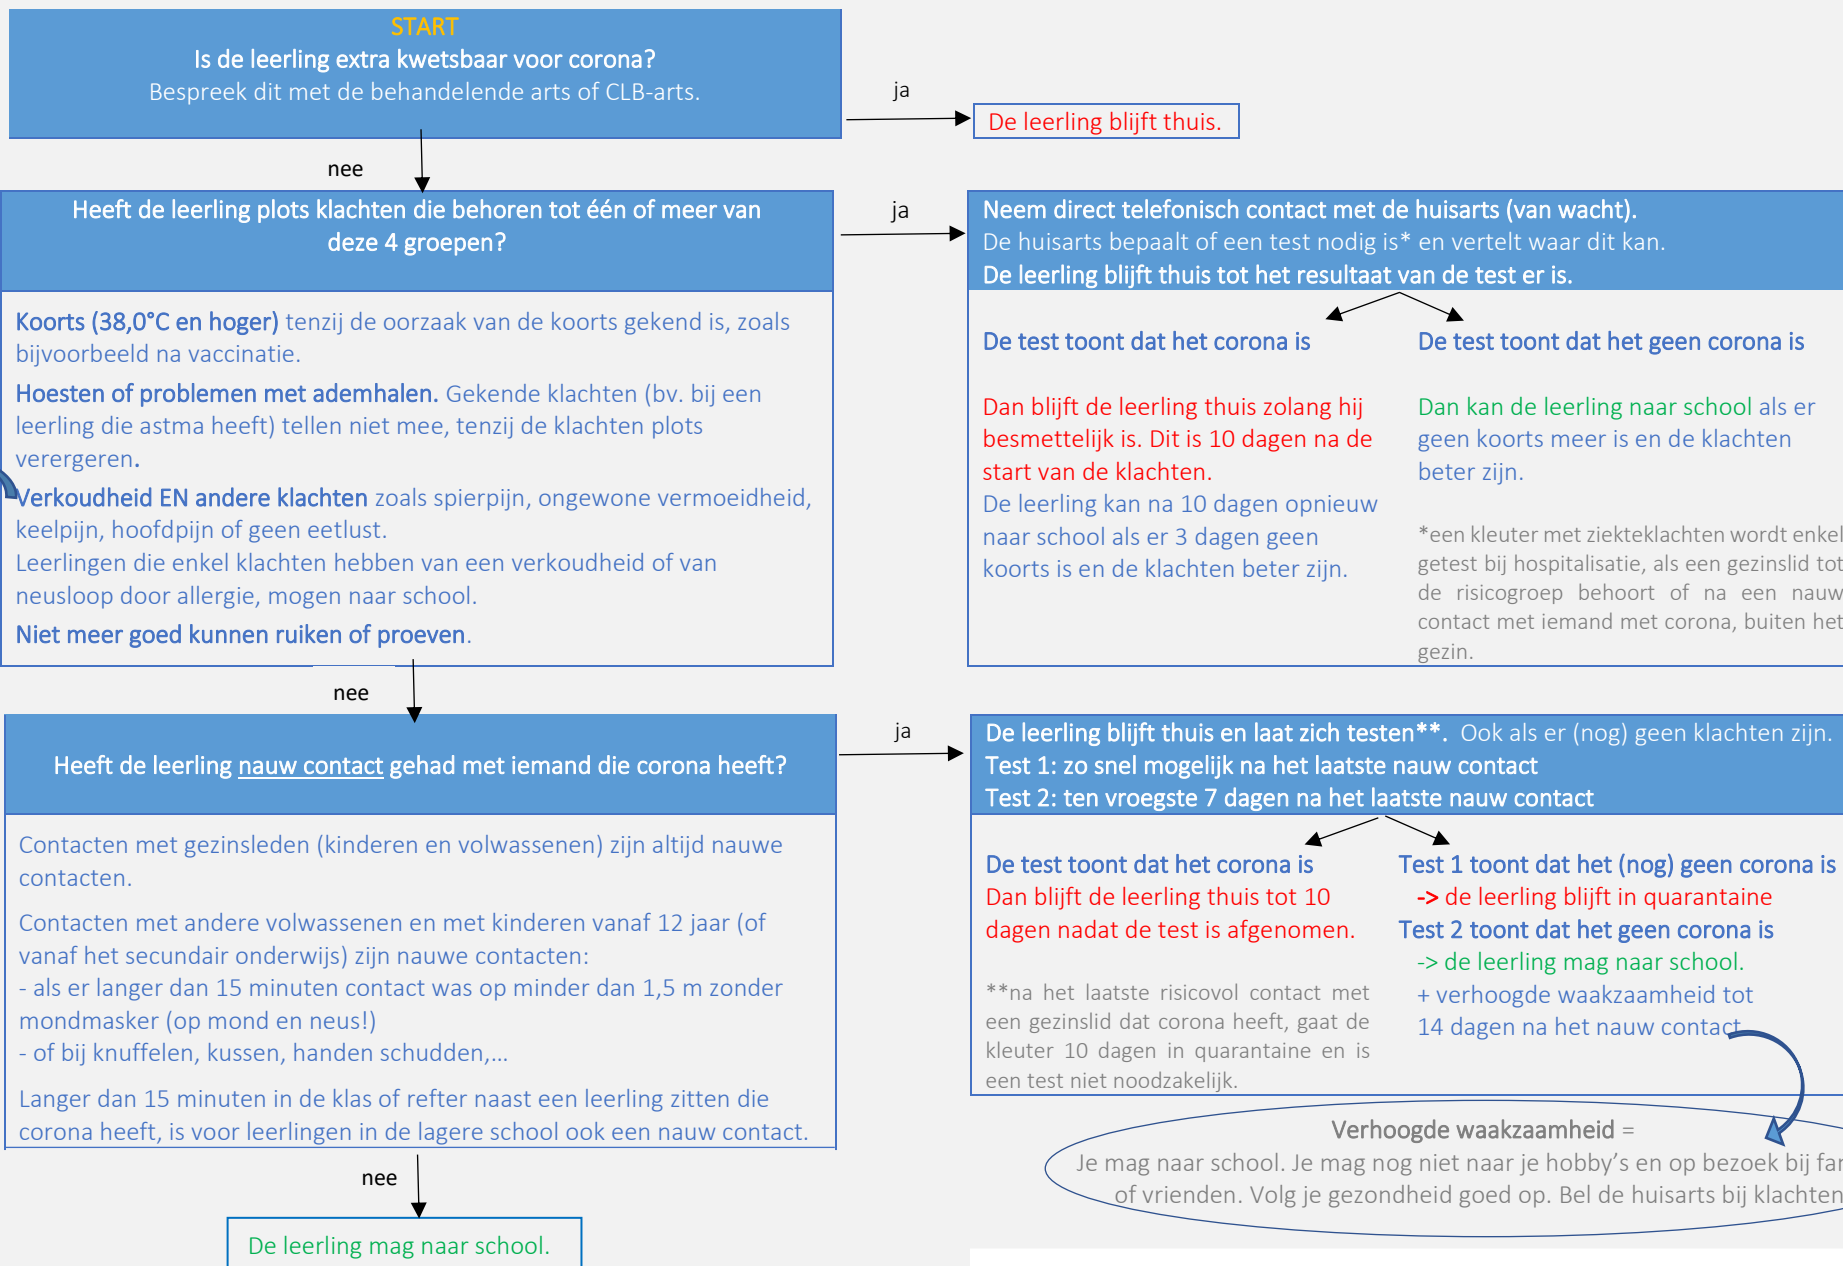 START
Is de leerling extra kwetsbaar voor corona?
Bespreek dit met de behandelende arts of CLB-arts.
ja
De leerling blijft thuis.
nee
Heeft de leerling plots klachten die behoren tot één of meer van
deze 4 groepen?
Koorts (38,0°C en hoger) tenzij de oorzaak van de koorts gekend is, zoals
bijvoorbeeld na vaccinatie.
Hoesten of problemen met ademhalen. Gekende klachten (bv. bij een
leerling die astma heeft) tellen niet mee, tenzij de klachten plots
verergeren.
Verkoudheid EN andere klachten zoals spierpijn, ongewone vermoeidheid,
keelpijn, hoofdpijn of geen eetlust.
Leerlingen die enkel klachten hebben van een verkoudheid of van
neusloop door allergie, mogen naar school.
Niet meer goed kunnen ruiken of proeven.
ja
Neem direct telefonisch contact met de huisarts (van wacht).
De huisarts bepaalt of een test nodig is* en vertelt waar dit kan.
De leerling blijft thuis tot het resultaat van de test er is.
De test toont dat het corona is
Dan blijft de leerling thuis zolang hij
besmettelijk is. Dit is 10 dagen na de
start van de klachten.
De leerling kan na 10 dagen opnieuw
naar school als er 3 dagen geen
koorts is en de klachten beter zijn.
De test toont dat het geen corona is
Dan kan de leerling naar school als er
geen koorts meer is en de klachten
beter zijn.
*een kleuter met ziekteklachten wordt enkel
getest bij hospitalisatie, als een gezinslid tot
de risicogroep behoort of na een nauw
contact met iemand met corona, buiten het
gezin.
nee
Heeft de leerling nauw contact gehad met iemand die corona heeft?
Contacten met gezinsleden (kinderen en volwassenen) zijn altijd nauwe
contacten.
Contacten met andere volwassenen en met kinderen vanaf 12 jaar (of
vanaf het secundair onderwijs) zijn nauwe contacten:
- als er langer dan 15 minuten contact was op minder dan 1,5 m zonder
mondmasker (op mond en neus!)
- of bij knuffelen, kussen, handen schudden,...
Langer dan 15 minuten in de klas of refter naast een leerling zitten die
corona heeft, is voor leerlingen in de lagere school ook een nauw contact.
ja
De leerling blijft thuis en laat zich testen**. Ook als er (nog) geen klachten zijn.
Test 1: zo snel mogelijk na het laatste nauw contact
Test 2: ten vroegste 7 dagen na het laatste nauw contact
De test toont dat het corona is
Dan blijft de leerling thuis tot 10
dagen nadat de test is afgenomen.
**na het laatste risicovol contact met
een gezinslid dat corona heeft, gaat de
kleuter 10 dagen in quarantaine en is
een test niet noodzakelijk.
Test 1 toont dat het (nog) geen corona is
-> de leerling blijft in quarantaine
Test 2 toont dat het geen corona is
-> de leerling mag naar school.
+ verhoogde waakzaamheid tot
14 dagen na het nauw contact
Verhoogde waakzaamheid =
Je mag naar school. Je mag nog niet naar je hobby's en op bezoek bij
of vrienden. Volg je gezondheid goed op. Bel de huisarts bij klachten
nee
De leerling mag naar school.